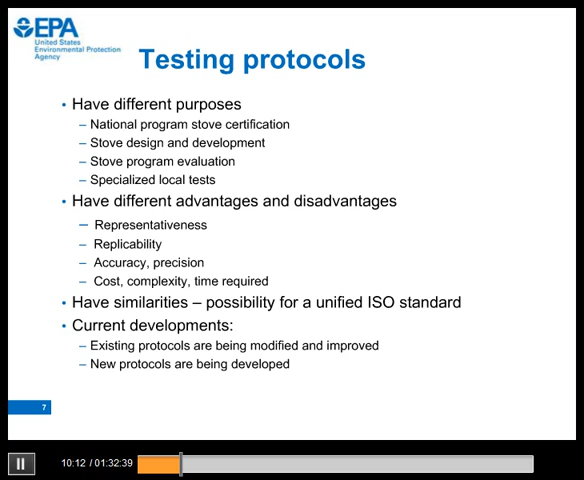 EPA
United States
Environmental Protection
Agency
Testing protocols
• Have different purposes
– National program stove certification
– Stove design and development
– Stove program evaluation
– Specialized local tests
• Have different advantages and disadvantages
– Representativeness
– Replicability
– Accuracy, precision
– Cost, complexity, time required
• Have similarities – possibility for a unified ISO standard
• Current developments:
– Existing protocols are being modified and improved
– New protocols are being developed
7
10:12 / 01:32:39